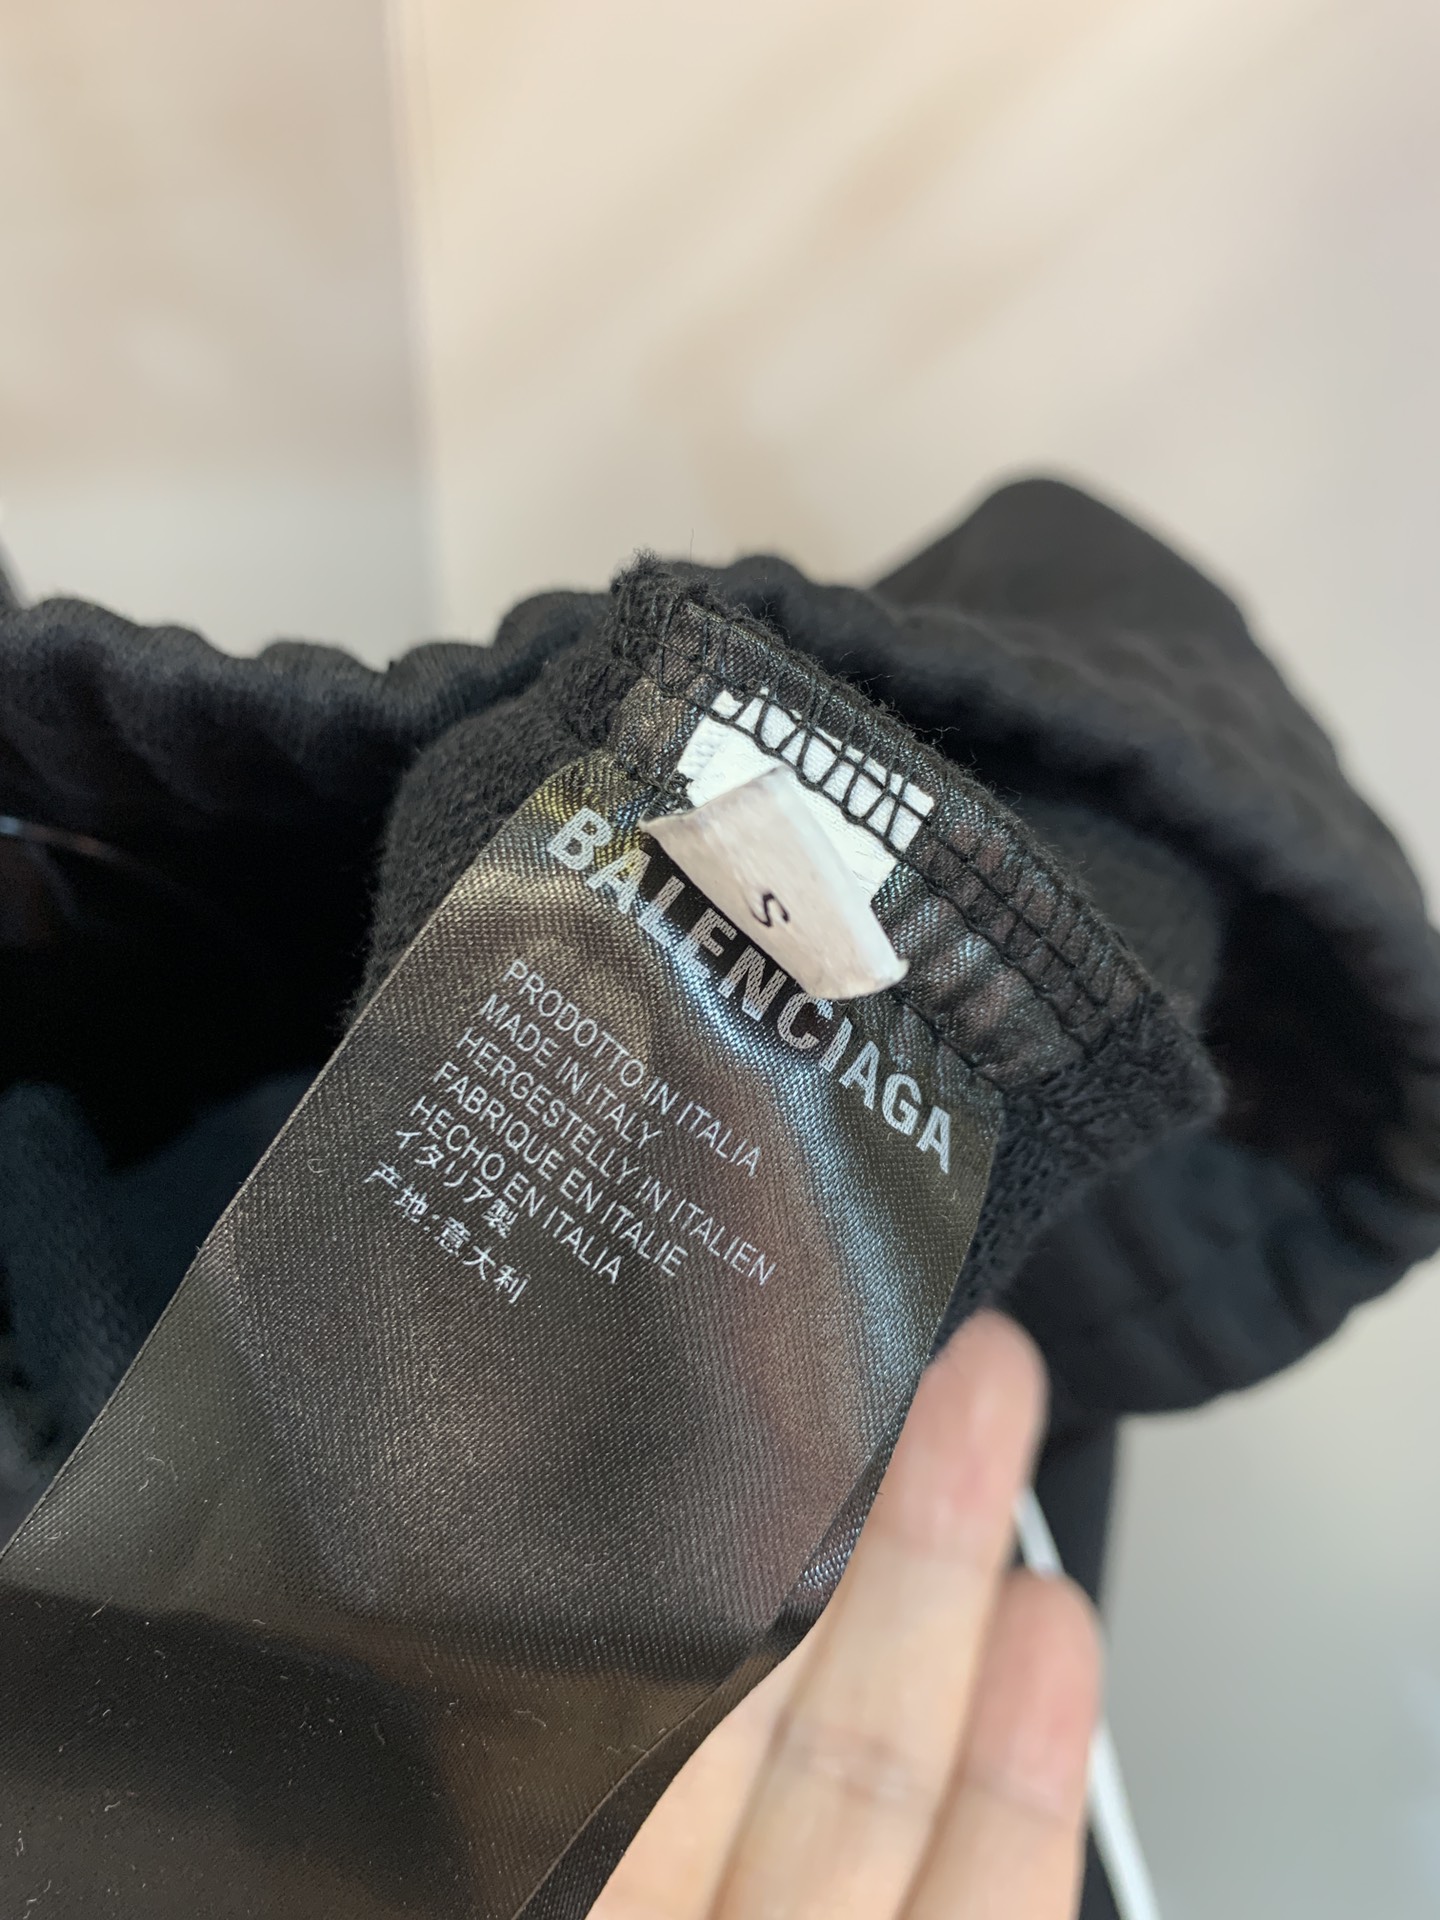 S
BALENCIAGA
PRODOTTO IN ITALIA
MADE IN ITALY
HERGESTELLY IN ITALIEN
FABRIQUE EN ITALIE
HECHO EN ITALIA
イタリア製
产地:意大利